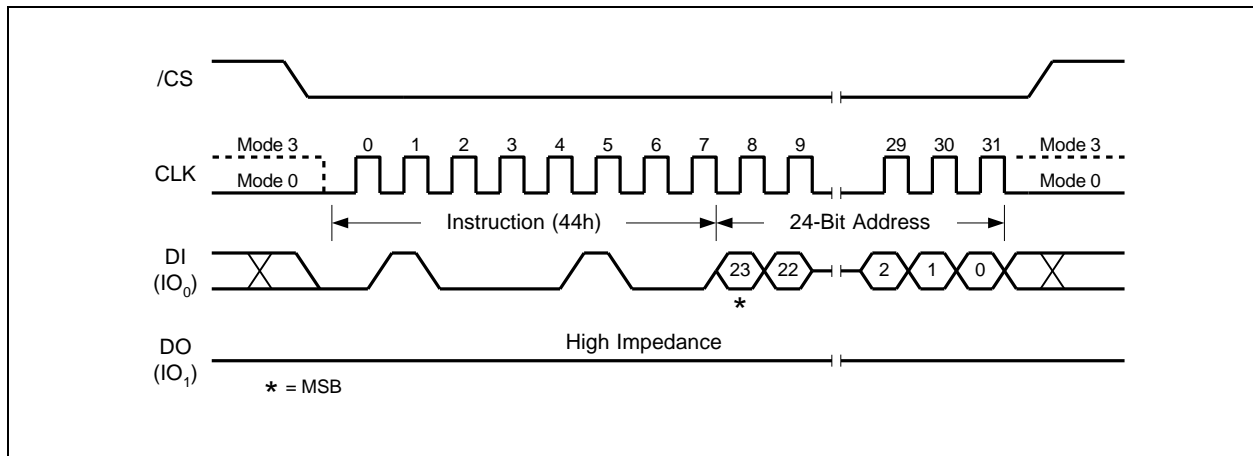 /CS
Mode 3 0 1 2 3 4 5 6 7 8 9 29 30 31 Mode 3
CLK Mode 0 Mode 0
Instruction (44h) 24-Bit Address
DI
(IO0) 23 22 2 1 0
*
High Impedance
DO
(IO1)
* = MSB